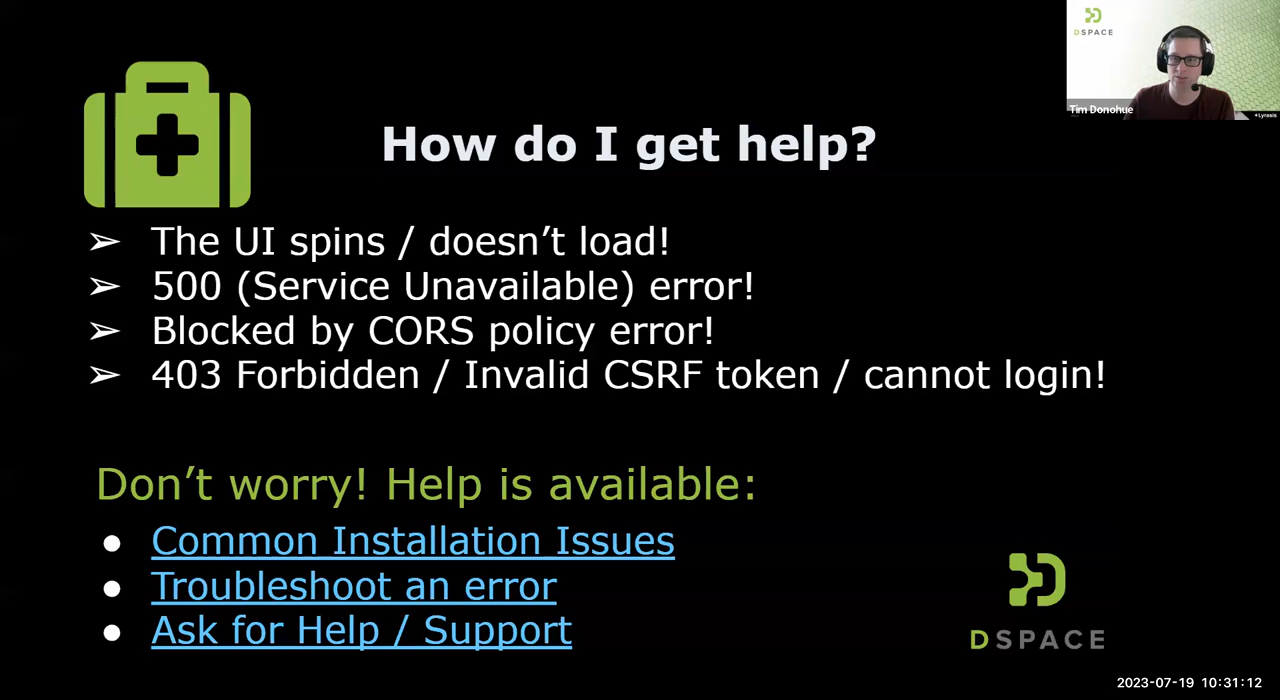 DSPACE
Tim Donohue
Lyrasis
How do I get help?
➢ The UI spins / doesn’t load!
➢ 500 (Service Unavailable) error!
➢ Blocked by CORS policy error!
➢ 403 Forbidden / Invalid CSRF token / cannot login!
Don’t worry! Help is available:
● Common Installation Issues
● Troubleshoot an error
● Ask for Help / Support
DSPACE
2023-07-19 10:31:12